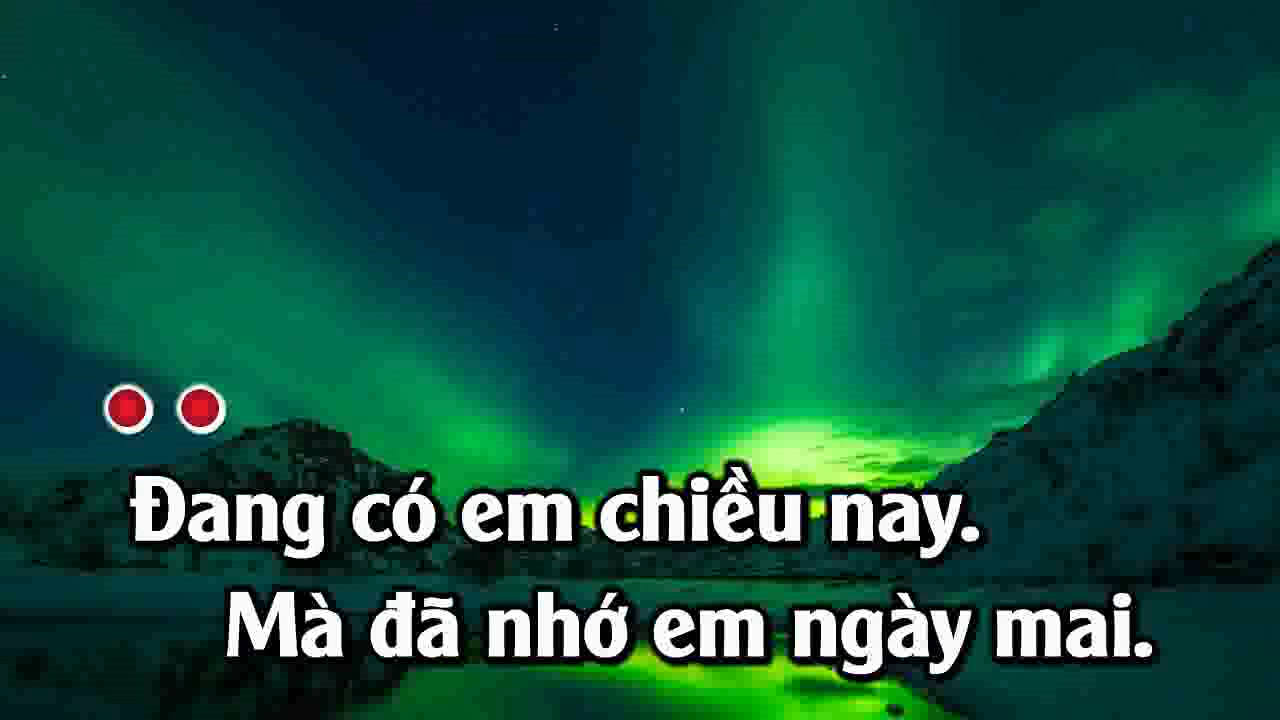 Đang có em chiều nay.
Mà đã nhớ em ngày mai.